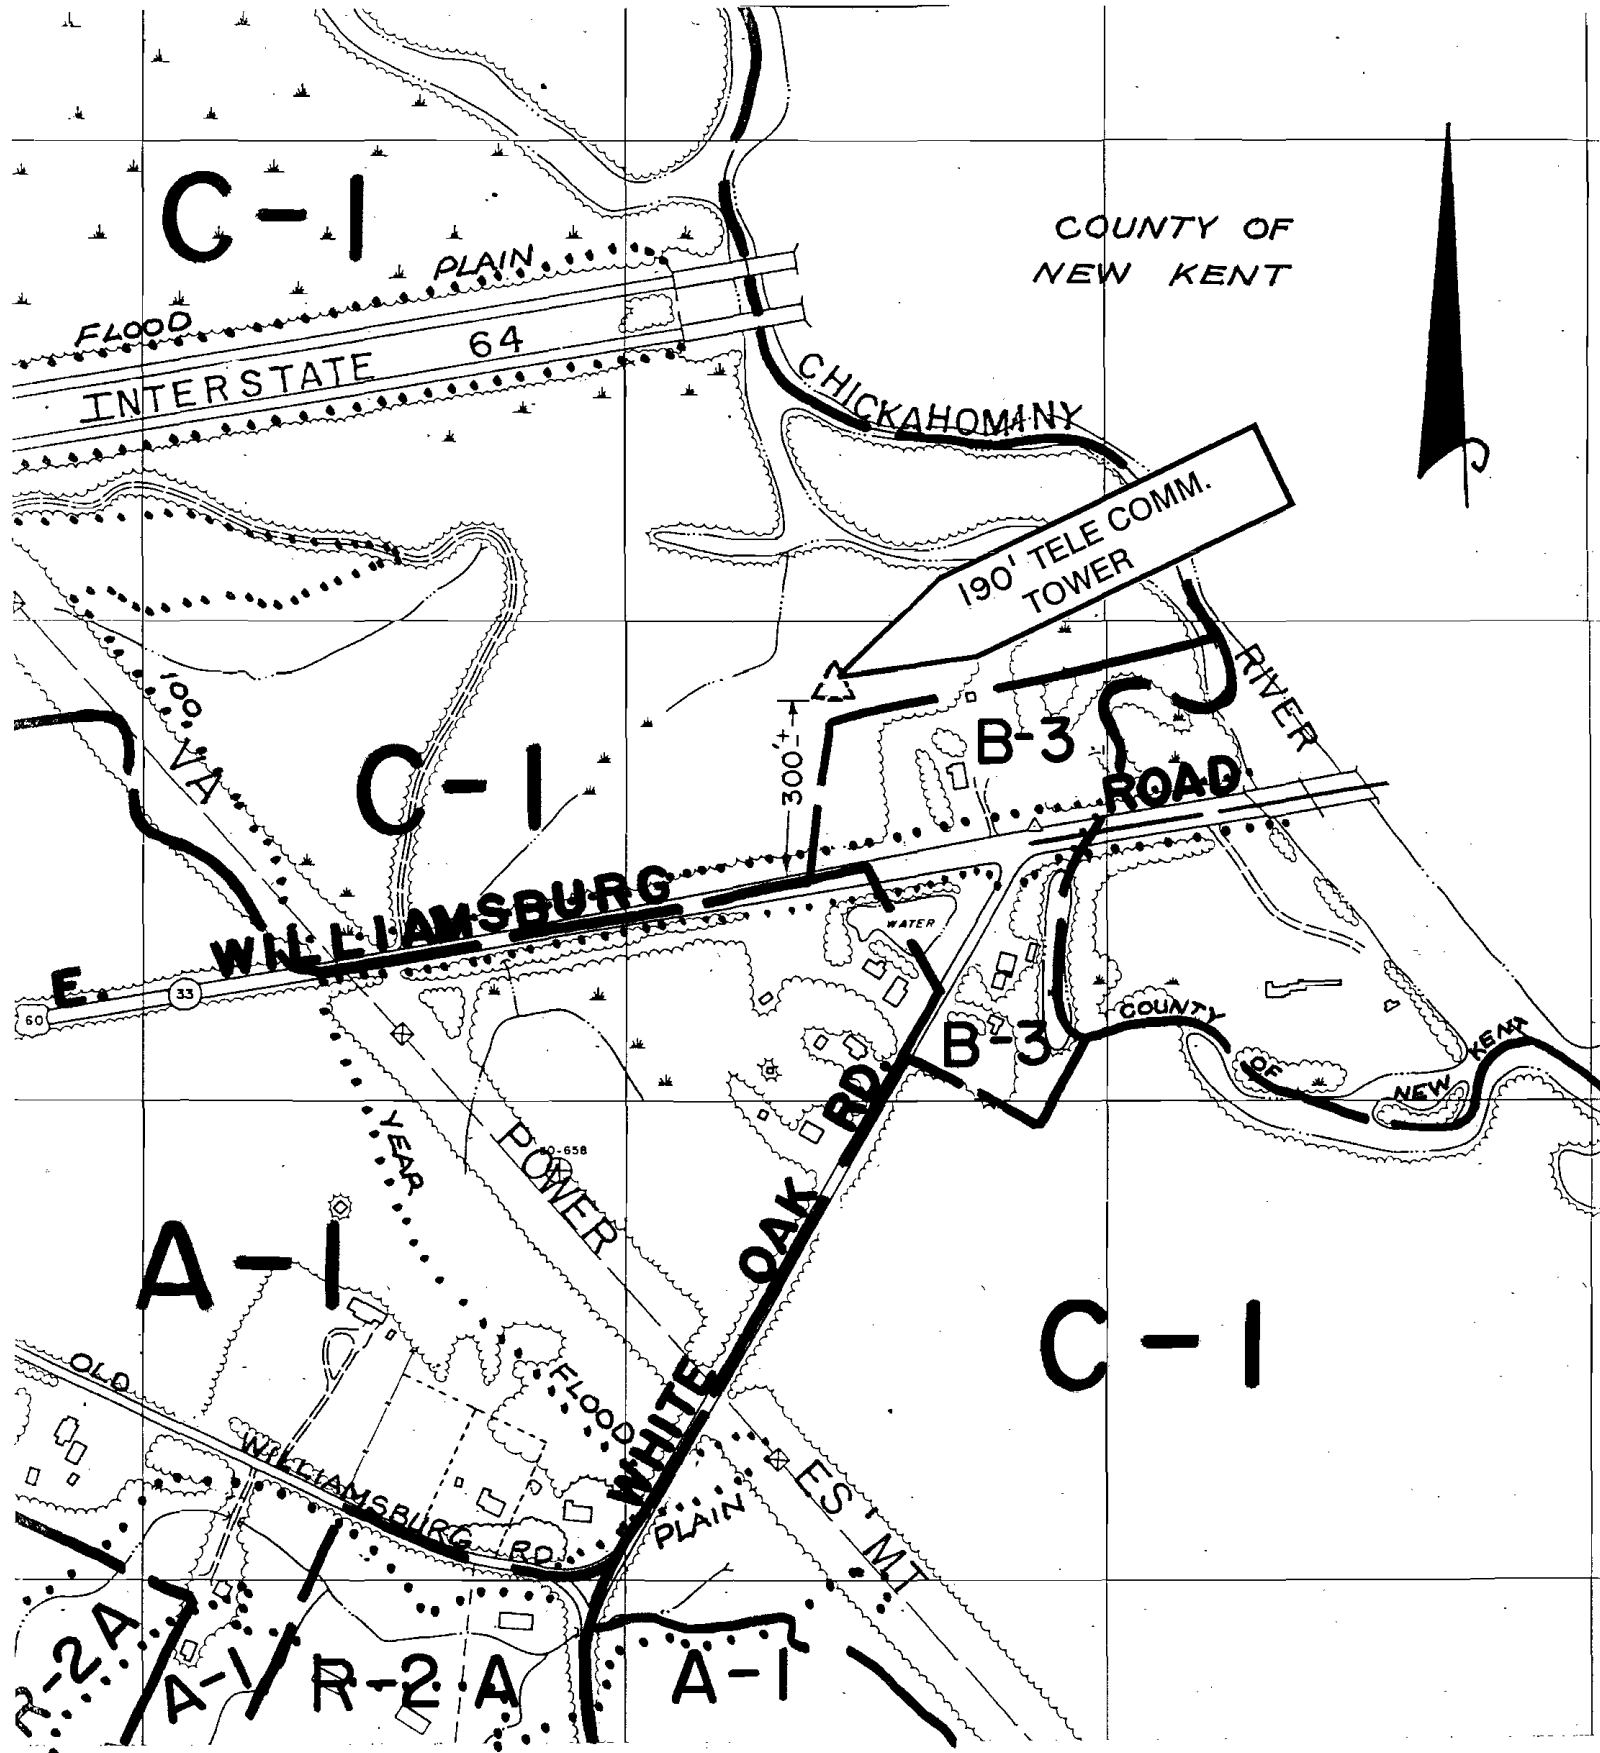 C-1
COUNTY OF
NEW KENT
FLOOD
PLAIN
INTERSTATE 64
CHICKAHOMINY
190' TELE COMM.
TOWER
RIVER
100
VA
C-1
300'±
B-3
ROAD
WILLIAMSBURG
E.
60
33
WATER
B-3
COUNTY
OF
NEW
KENT
YEAR
POWER
30-658
RD.
OAK
WHITE
A-1
C-1
OLD
WILLIAMSBURG
RD.
FLOOD
PLAIN
ES'MT
R-2A
A-1
R-2A
A-1